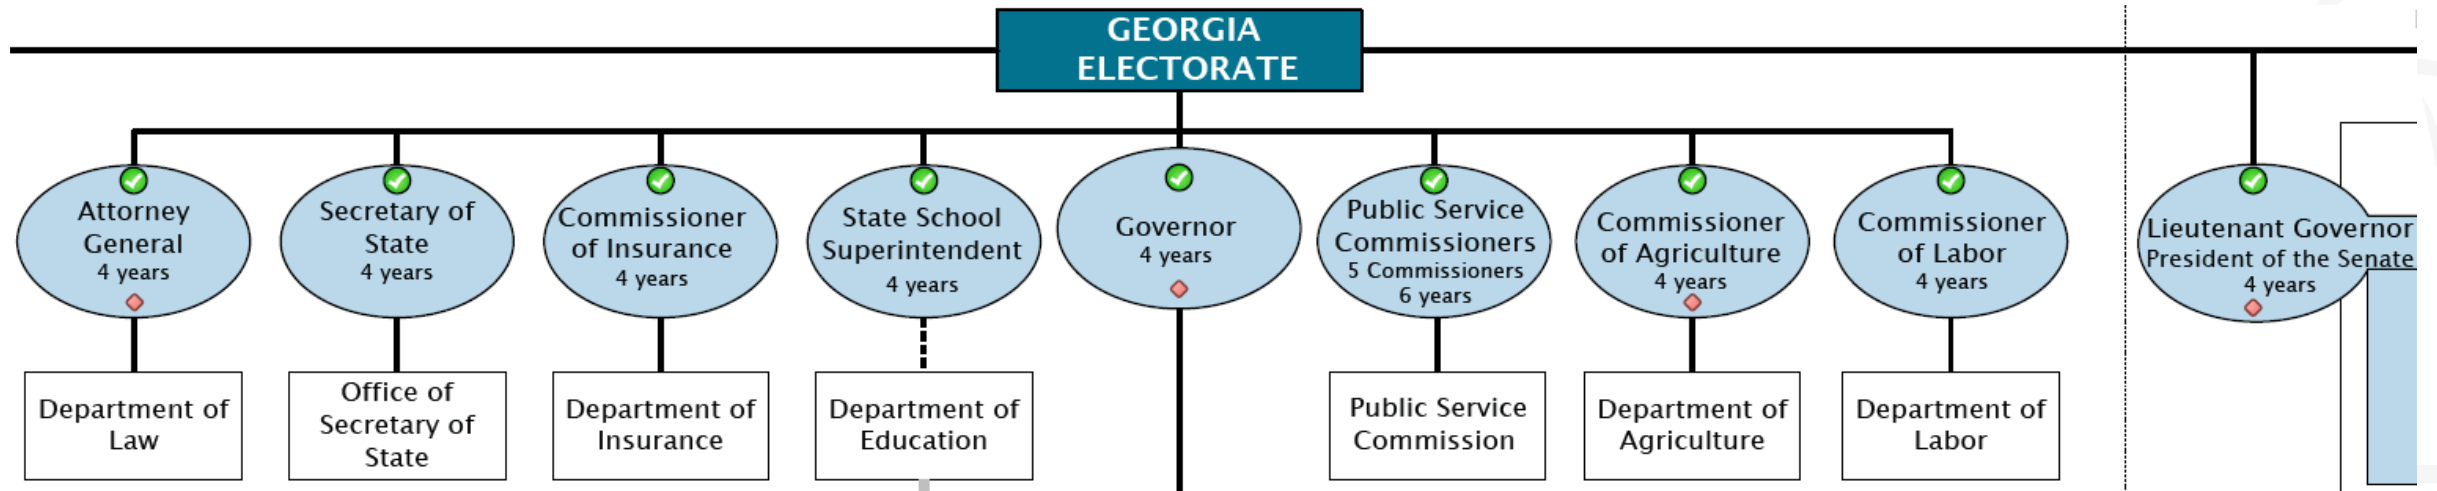 GEORGIA
ELECTORATE
Attorney
General
4 years
Secretary of
State
4 years
Commissioner
of Insurance
4 years
State School
Superintendent
4 years
Governor
4 years
Public Service
Commissioners
5 Commissioners
6 years
Commissioner
of Agriculture
4 years
Commissioner
of Labor
4 years
Lieutenant Governor
President of the Senate
4 years
Department of
Law
Office of
Secretary of
State
Department of
Insurance
Department of
Education
Public Service
Commission
Department of
Agriculture
Department of
Labor